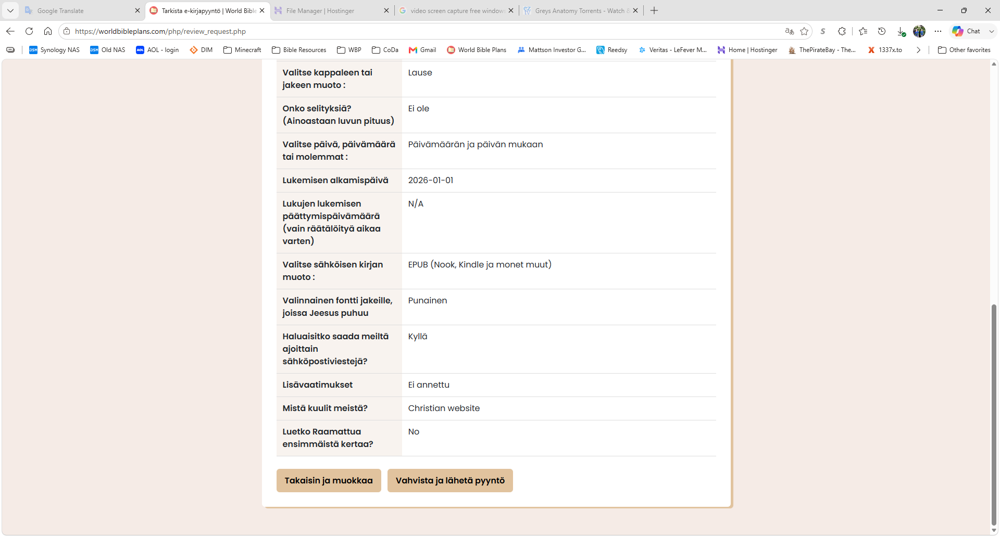 Google Translate
Tarkista e-kirjapyyntö | World Bible
File Manager | Hostinger
video screen capture free windows
Greys Anatomy Torrents - Watch &
https://worldbibleplans.com/php/review_request.php
Chat
Synology NAS
Old NAS
AOL - login
DIM
Minecraft
Bible Resources
WBP
CoDa
Gmail
World Bible Plans
Mattson Investor G...
Reedsy
Veritas - LeFever M...
Home | Hostinger
ThePirateBay - The...
1337x.to
Other favorites
Valitse kappaleen tai
jakeen muoto :
Lause
Onko selityksiä?
(Ainoastaan luvun pituus)
Ei ole
Valitse päivä, päivämäärä
tai molemmat :
Päivämäärän ja päivän mukaan
Lukemisen alkamispäivä
2026-01-01
Lukujen lukemisen
päättymispäivämäärä
(vain räätälöityä aikaa
varten)
N/A
Valitse sähköisen kirjan
muoto :
EPUB (Nook, Kindle ja monet muut)
Valinnainen fontti jakeille,
joissa Jeesus puhuu
Punainen
Haluaisitko saada meiltä
ajoittain
sähköpostiviestejä?
Kyllä
Lisävaatimukset
Ei annettu
Mistä kuulit meistä?
Christian website
Luetko Raamattua
ensimmäistä kertaa?
No
Takaisin ja muokkaa
Vahvista ja lähetä pyyntö